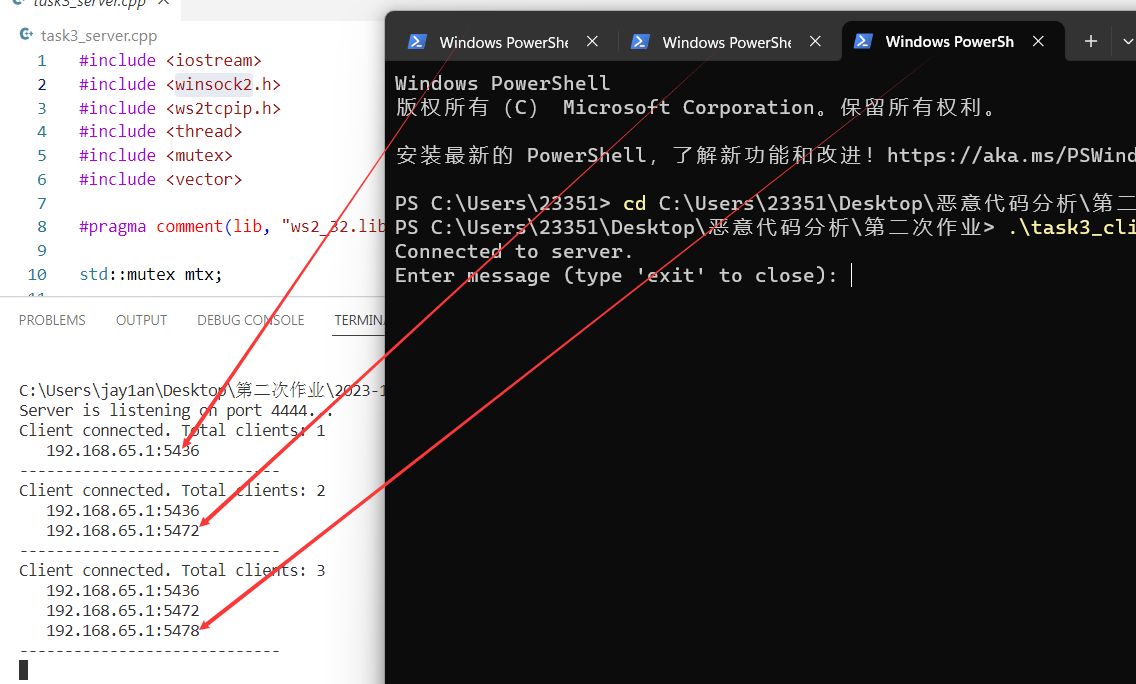 task3_server.cpp
task3_server.cpp
1 #include <iostream>
2 #include <winsock2.h>
3 #include <ws2tcpip.h>
4 #include <thread>
5 #include <mutex>
6 #include <vector>
7
8 #pragma comment(lib, "ws2_32.lib
9
10 std::mutex mtx;
11
PROBLEMS OUTPUT DEBUG CONSOLE TERMINA
C:\Users\jay1an\Desktop\第二次作业\2023-1
Server is listening on port 4444...
Client connected. Total clients: 1
192.168.65.1:5436
----------------------------
Client connected. Total clients: 2
192.168.65.1:5436
192.168.65.1:5472
----------------------------
Client connected. Total clients: 3
192.168.65.1:5436
192.168.65.1:5472
192.168.65.1:5478
----------------------------
Windows PowerShe Windows PowerShe Windows PowerSh
Windows PowerShell
版权所有 (C) Microsoft Corporation。保留所有权利。
安装最新的 PowerShell，了解新功能和改进！https://aka.ms/PSWind
PS C:\Users\23351> cd C:\Users\23351\Desktop\恶意代码分析\第二
PS C:\Users\23351\Desktop\恶意代码分析\第二次作业> .\task3_cli
Connected to server.
Enter message (type 'exit' to close):